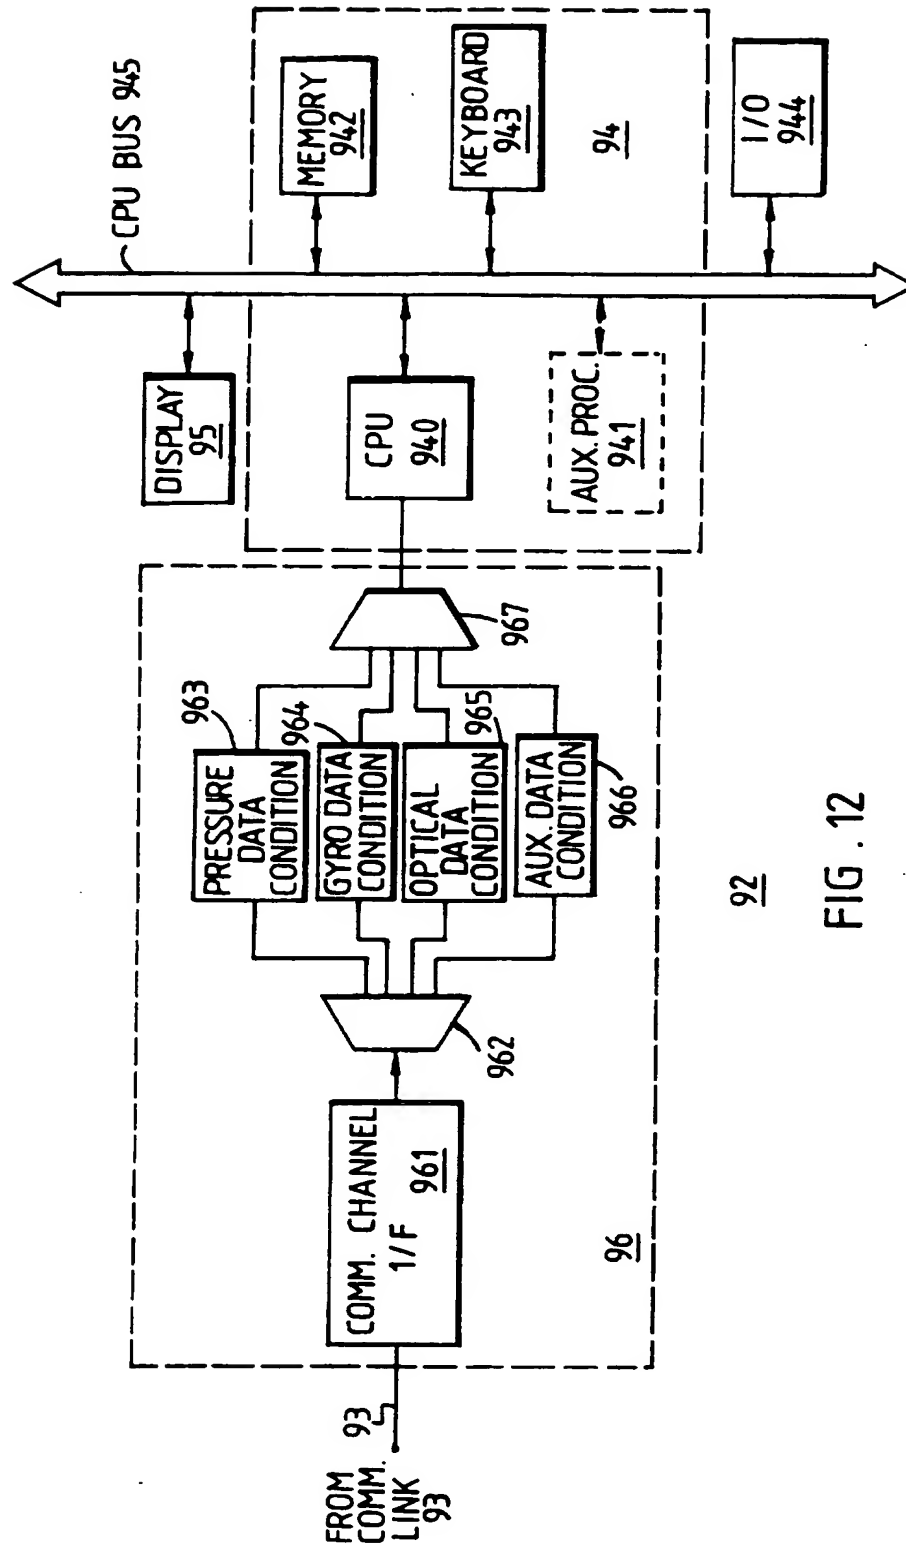 FROM
COMM.
LINK
93
93
COMM. CHANNEL
1/F 961
96
962
PRESSURE
DATA
CONDITION
963
GYRO DATA
CONDITION
964
OPTICAL
DATA
CONDITION
965
AUX. DATA
CONDITION
966
967
DISPLAY
95
CPU
940
AUX. PROC.
941
CPU BUS 945
MEMORY
942
KEYBOARD
943
94
I/O
944
92
FIG. 12